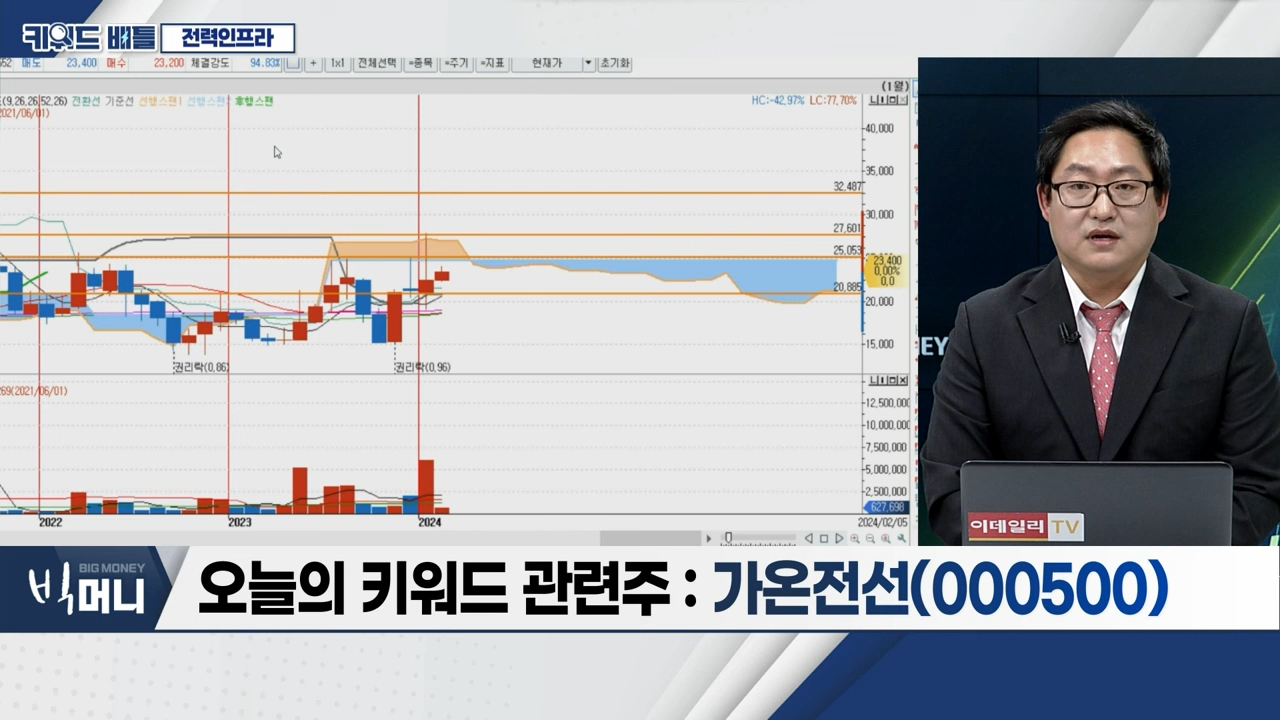 키워드 배틀 전력인프라
매도 23,400 매수 23,200 체결강도 94.83% + 1x1 전체선택 =종목 =주기 =지표 현재가 초기화
(1월)
(9,26,26,52,26) 전환선 기준선 선행스팬1 선행스팬2 후행스팬 HC:-42.97% LC:77.70%
2021/06/01)
40,000
35,000
32,487
30,000
27,601
25,053
23,400
0.00%
0.0
20,885
20,000
15,000
권리락(0.86) 권리락(0.96)
269(2021/06/01)
12,500,000
10,000,000
7,500,000
5,000,000
2,500,000
627,698
2022 2023 2024 2024/02/05
이데일리 TV
BIG MONEY
빅머니
오늘의 키워드 관련주 : 가온전선(000500)